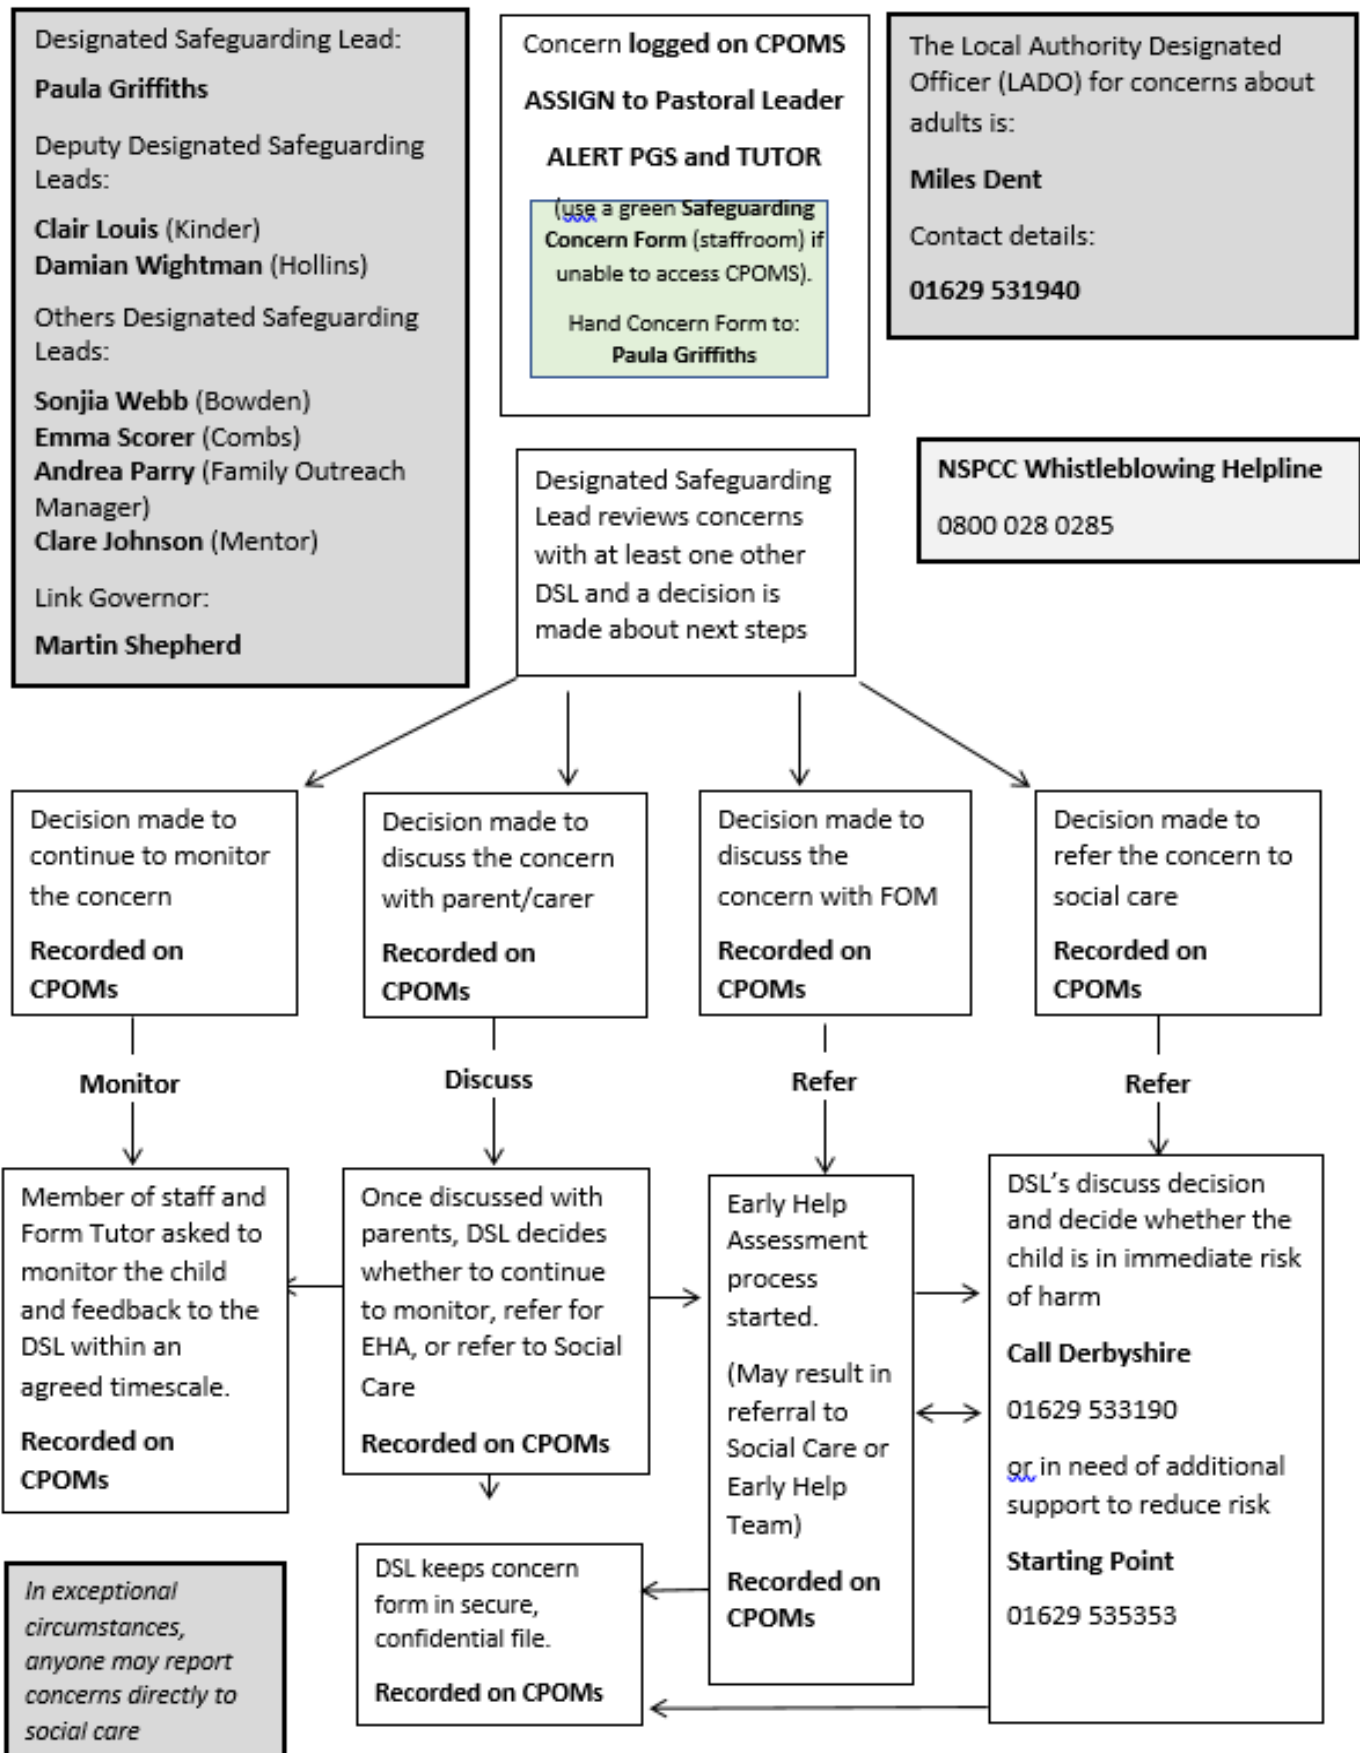 Designated Safeguarding Lead:
Paula Griffiths
Deputy Designated Safeguarding
Leads:
Clair Louis (Kinder)
Damian Wightman (Hollins)
Others Designated Safeguarding
Leads:
Sonjia Webb (Bowden)
Emma Scorer (Combs)
Andrea Parry (Family Outreach
Manager)
Clare Johnson (Mentor)
Link Governor:
Martin Shepherd
Concern logged on CPOMS
ASSIGN to Pastoral Leader
ALERT PGS and TUTOR
(use a green Safeguarding
Concern Form (staffroom) if
unable to access CPOMS).
Hand Concern Form to:
Paula Griffiths
The Local Authority Designated
Officer (LADO) for concerns about
adults is:
Miles Dent
Contact details:
01629 531940
NSPCC Whistleblowing Helpline
0800 028 0285
Designated Safeguarding
Lead reviews concerns
with at least one other
DSL and a decision is
made about next steps
Decision made to
continue to monitor
the concern
Recorded on
CPOMs
Decision made to
discuss the concern
with parent/carer
Recorded on
CPOMs
Decision made to
discuss the
concern with FOM
Recorded on
CPOMs
Decision made to
refer the concern to
social care
Recorded on
CPOMs
Monitor
Discuss
Refer
Refer
Member of staff and
Form Tutor asked to
monitor the child
and feedback to the
DSL within an
agreed timescale.
Recorded on
CPOMs
Once discussed with
parents, DSL decides
whether to continue
to monitor, refer for
EHA, or refer to Social
Care
Recorded on CPOMs
Early Help
Assessment
process
started.
(May result in
referral to
Social Care or
Early Help
Team)
Recorded on
CPOMs
DSL's discuss decision
and decide whether the
child is in immediate risk
of harm
Call Derbyshire
01629 533190
or in need of additional
support to reduce risk
Starting Point
01629 535353
DSL keeps concern
form in secure,
confidential file.
Recorded on CPOMs
In exceptional
circumstances,
anyone may report
concerns directly to
social care